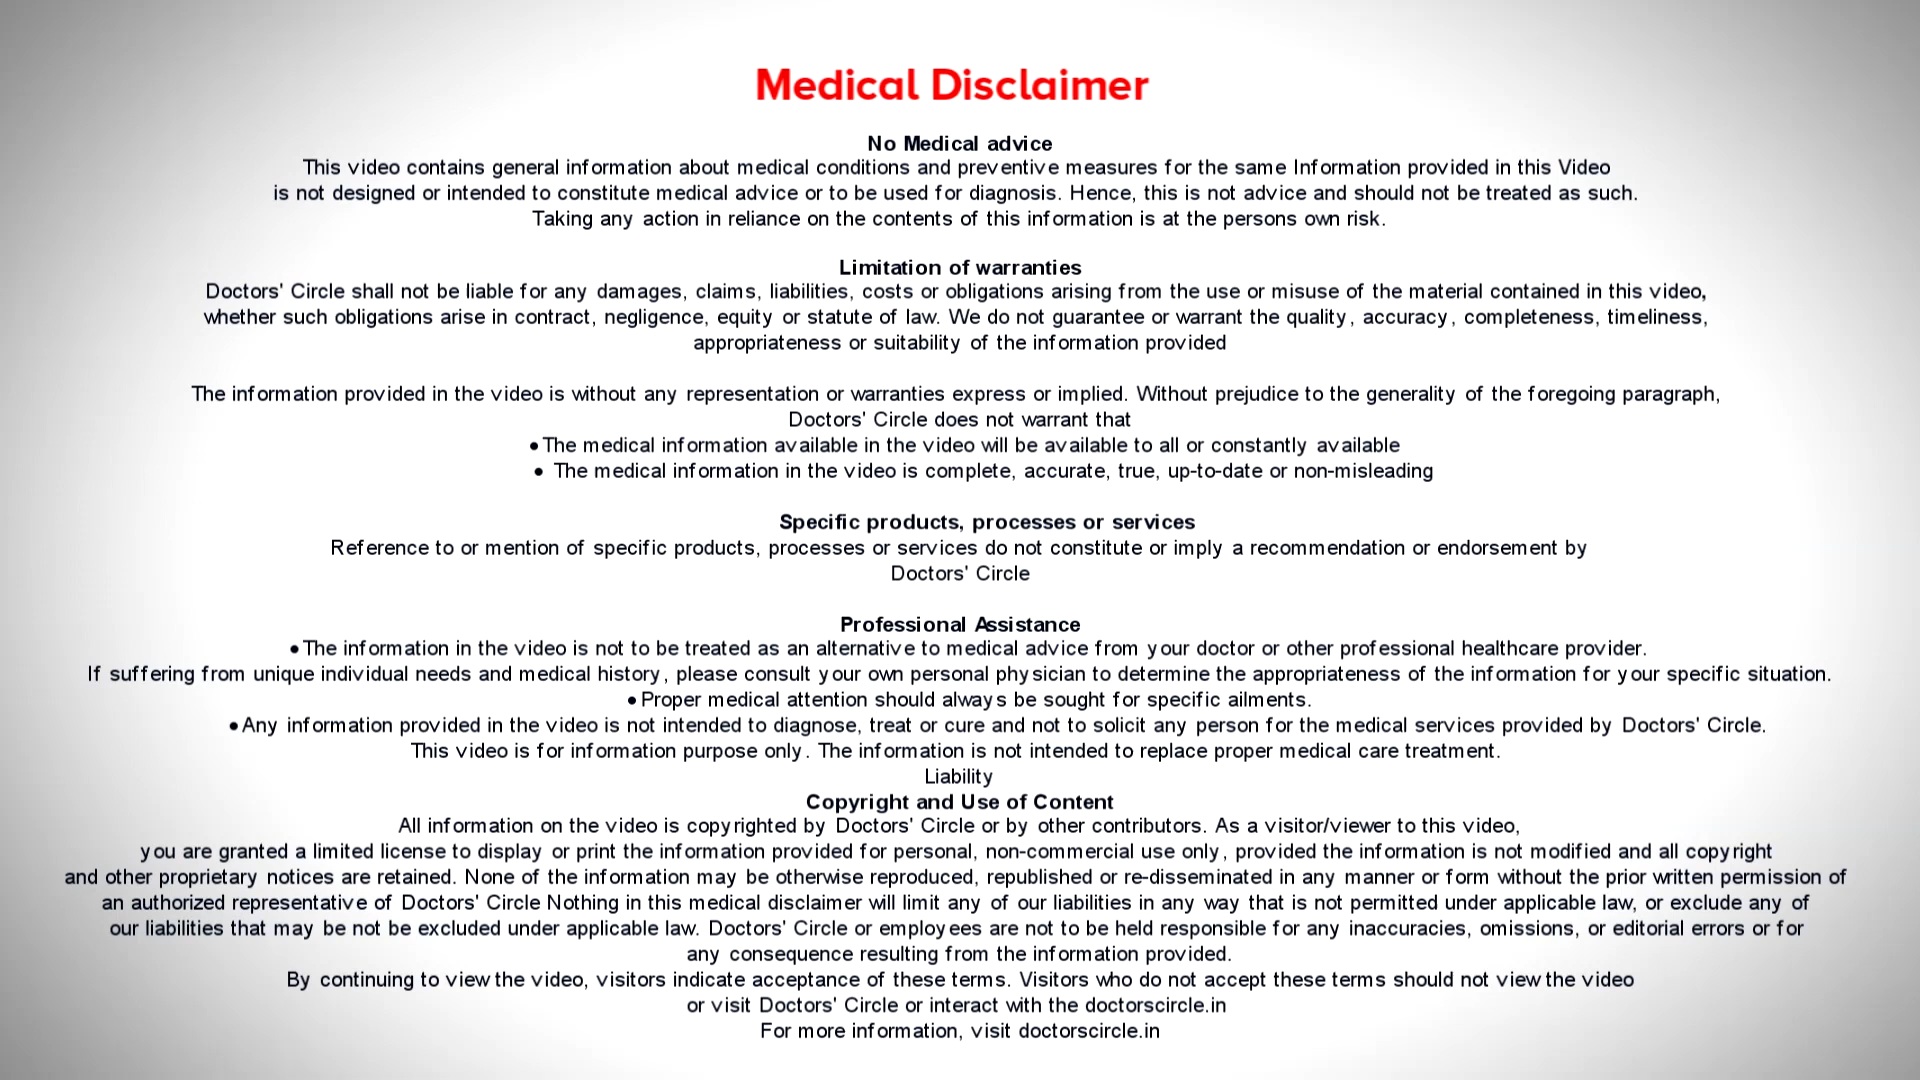 Medical Disclaimer
No Medical advice
This video contains general information about medical conditions and preventive measures for the same Information provided in this Video
is not designed or intended to constitute medical advice or to be used for diagnosis. Hence, this is not advice and should not be treated as such.
Taking any action in reliance on the contents of this information is at the persons own risk.
Limitation of warranties
Doctors' Circle shall not be liable for any damages, claims, liabilities, costs or obligations arising from the use or misuse of the material contained in this video,
whether such obligations arise in contract, negligence, equity or statute of law. We do not guarantee or warrant the quality, accuracy, completeness, timeliness,
appropriateness or suitability of the information provided
The information provided in the video is without any representation or warranties express or implied. Without prejudice to the generality of the foregoing paragraph,
Doctors' Circle does not warrant that
• The medical information available in the video will be available to all or constantly available
• The medical information in the video is complete, accurate, true, up-to-date or non-misleading
Specific products, processes or services
Reference to or mention of specific products, processes or services do not constitute or imply a recommendation or endorsement by
Doctors' Circle
Professional Assistance
• The information in the video is not to be treated as an alternative to medical advice from your doctor or other professional healthcare provider.
If suffering from unique individual needs and medical history, please consult your own personal physician to determine the appropriateness of the information for your specific situation.
• Proper medical attention should always be sought for specific ailments.
• Any information provided in the video is not intended to diagnose, treat or cure and not to solicit any person for the medical services provided by Doctors' Circle.
This video is for information purpose only. The information is not intended to replace proper medical care treatment.
Liability
Copyright and Use of Content
All information on the video is copyrighted by Doctors' Circle or by other contributors. As a visitor/viewer to this video,
you are granted a limited license to display or print the information provided for personal, non-commercial use only, provided the information is not modified and all copyright
and other proprietary notices are retained. None of the information may be otherwise reproduced, republished or re-disseminated in any manner or form without the prior written permission of
an authorized representative of Doctors' Circle Nothing in this medical disclaimer will limit any of our liabilities in any way that is not permitted under applicable law, or exclude any of
our liabilities that may be not be excluded under applicable law. Doctors' Circle or employees are not to be held responsible for any inaccuracies, omissions, or editorial errors or for
any consequence resulting from the information provided.
By continuing to view the video, visitors indicate acceptance of these terms. Visitors who do not accept these terms should not view the video
or visit Doctors' Circle or interact with the doctorscircle.in
For more information, visit doctorscircle.in